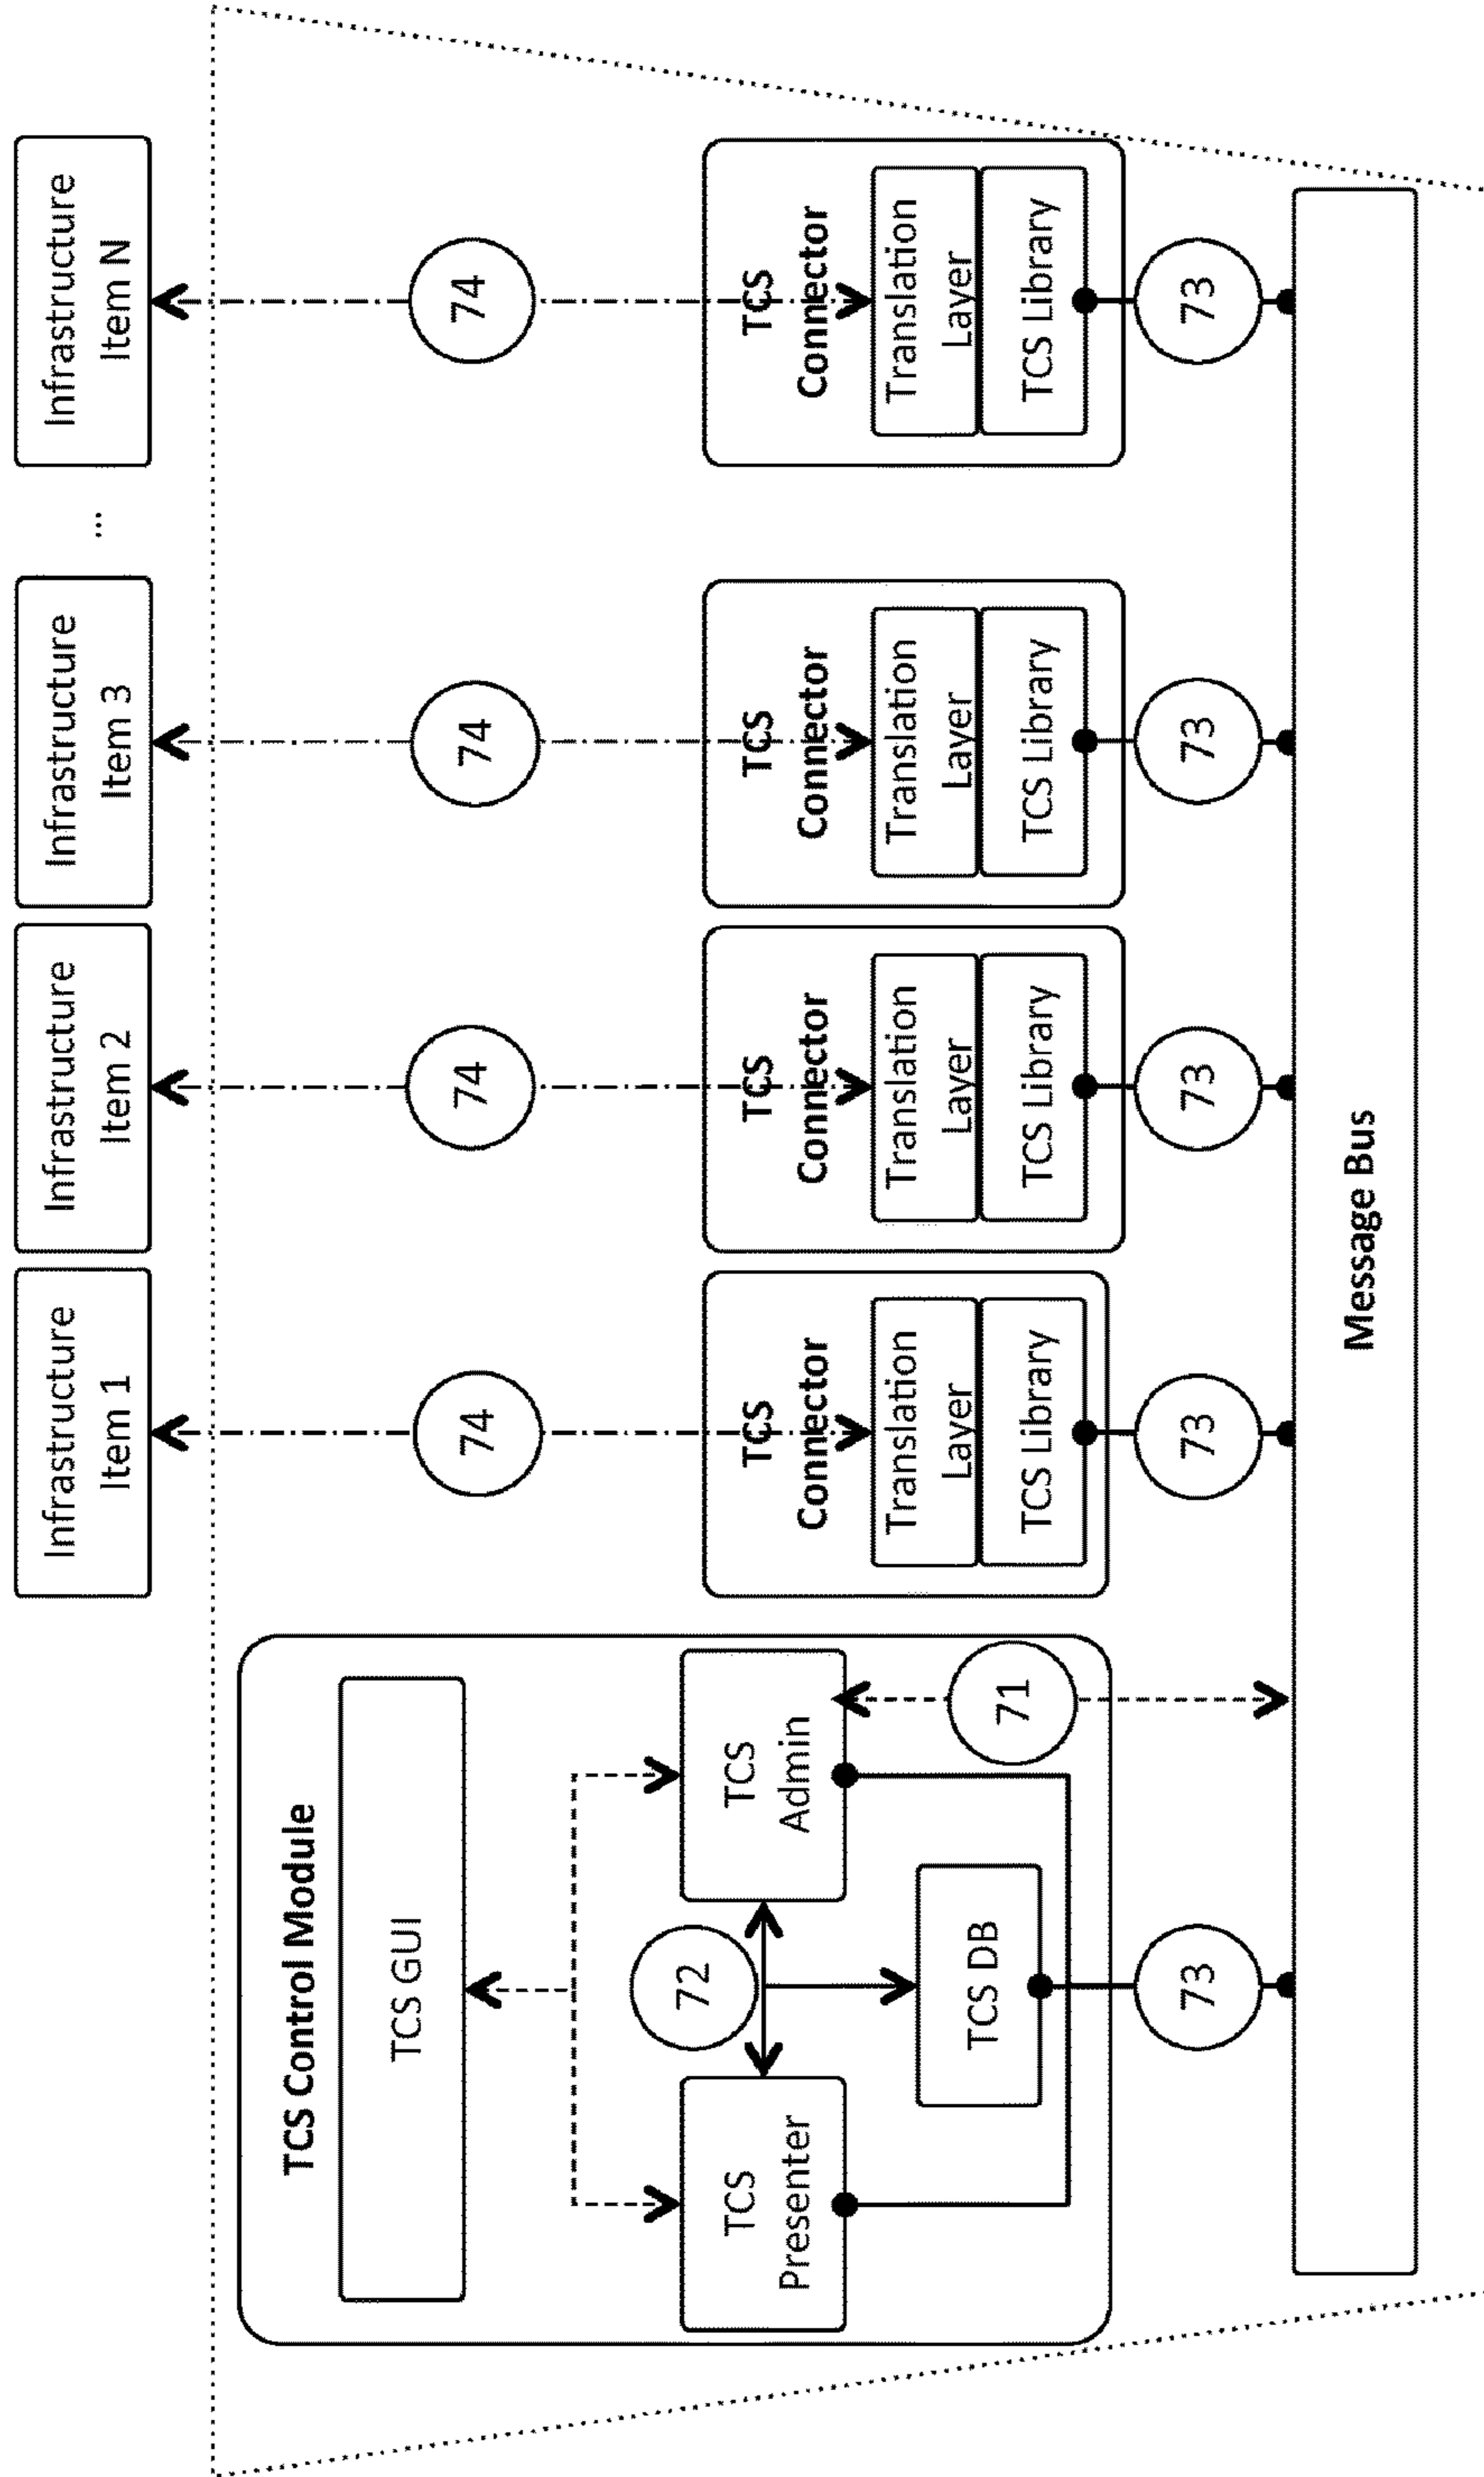 Infrastructure
Item 1
Infrastructure
Item 2
Infrastructure
Item 3
...
Infrastructure
Item N
TCS Control Module
TCS GUI
74
74
74
74
72
TCS
Presenter
TCS
Admin
TCS DB
71
TCS
Connector
Translation
Layer
TCS Library
TCS
Connector
Translation
Layer
TCS Library
TCS
Connector
Translation
Layer
TCS Library
TCS
Connector
Translation
Layer
TCS Library
73
73
73
73
73
Message Bus